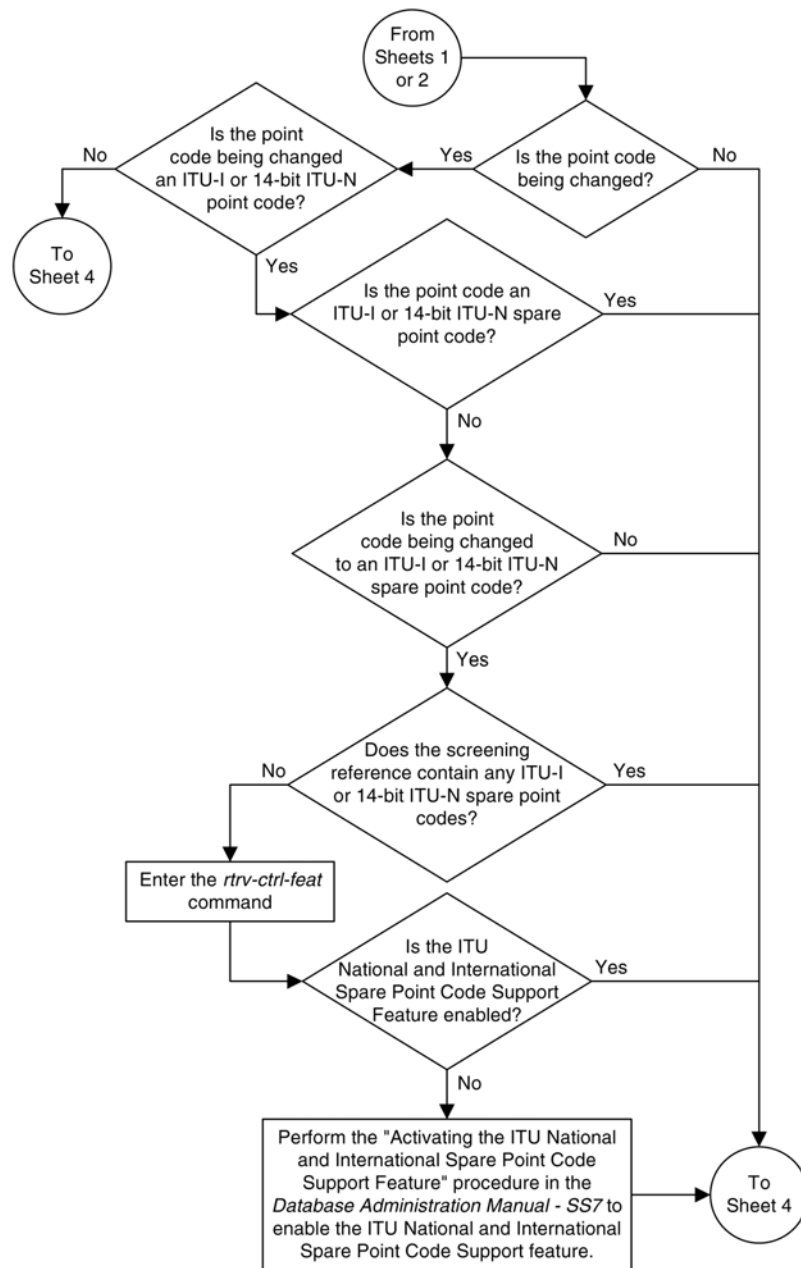 From
Sheets 1
or 2
Is the point code
being changed?
Yes
No
Is the point
code being changed
an ITU-I or 14-bit ITU-N
point code?
No
Yes
To
Sheet 4
Is the point code an
ITU-I or 14-bit ITU-N spare
point code?
Yes
No
Is the point
code being changed
to an ITU-I or 14-bit ITU-N
spare point code?
No
Yes
Does the screening
reference contain any ITU-I
or 14-bit ITU-N spare point
codes?
No
Yes
Enter the rtrv-ctrl-feat
command
Is the ITU
National and International
Spare Point Code Support
Feature enabled?
Yes
No
Perform the "Activating the ITU National
and International Spare Point Code
Support Feature" procedure in the
Database Administration Manual - SS7 to
enable the ITU National and International
Spare Point Code Support feature.
To
Sheet 4